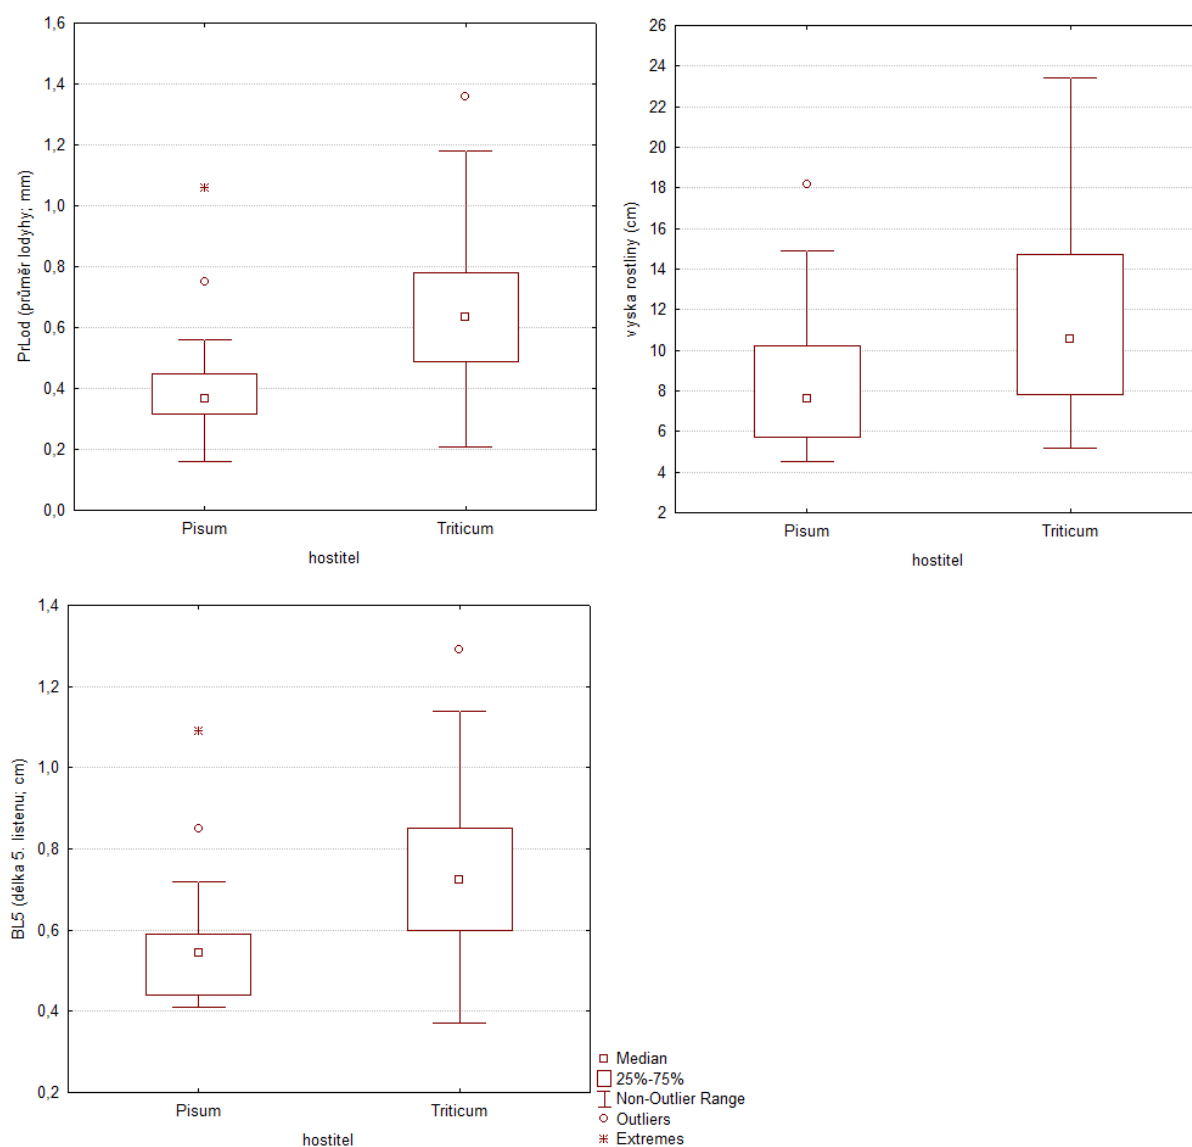 PrLod (průměr lodyhy; mm)
1,6
1,4
1,2
1,0
0,8
0,6
0,4
0,2
0,0
Pisum Triticum
hostitel
vyska rostliny (cm)
26
24
22
20
18
16
14
12
10
8
6
4
2
Pisum Triticum
hostitel
BL5 (délka 5. listenu; cm)
1,4
1,2
1,0
0,8
0,6
0,4
0,2
Pisum Triticum
hostitel
Median
25%-75%
Non-Outlier Range
Outliers
Extremes